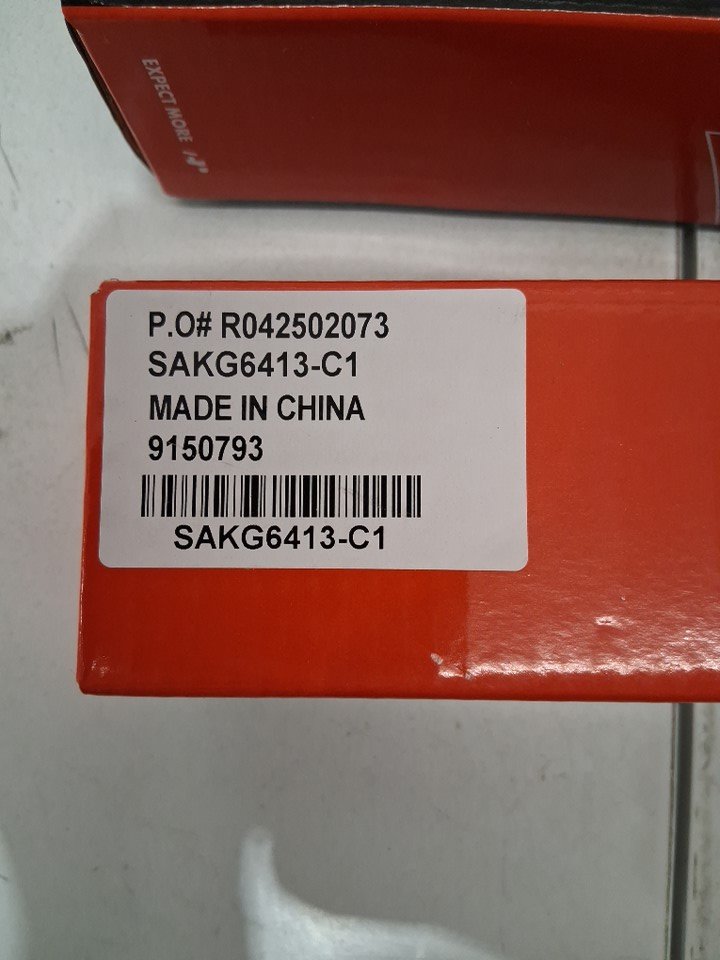 EXPECT MORE
P.O# R042502073
SAKG6413-C1
MADE IN CHINA
9150793
SAKG6413-C1